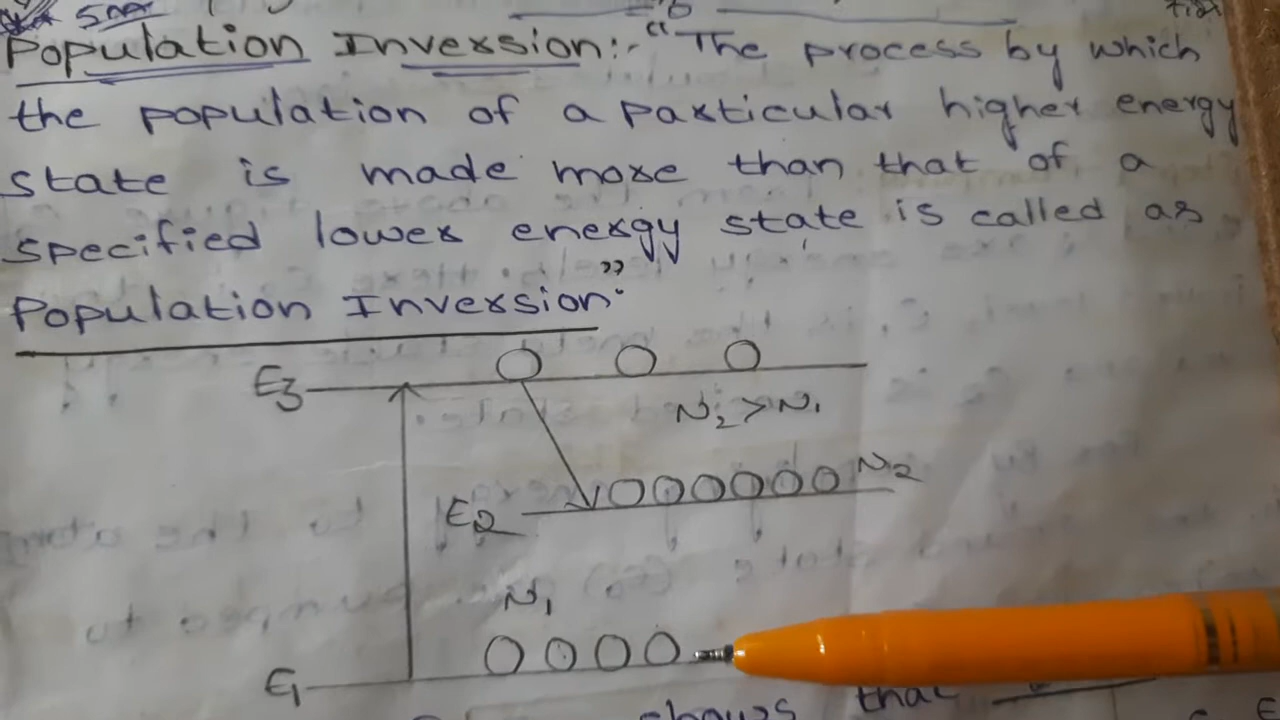 Population Inversion:- "The process by which
the population of a particular higher energy
state is made more than that of a
specified lower energy state is called as
Population Inversion."
E3
N2 > N1
E2
N2
N1
E1
shows that